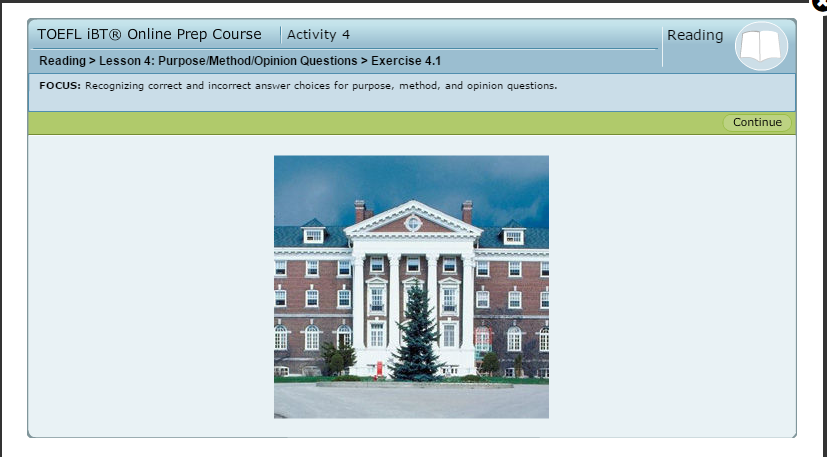 TOEFL iBT® Online Prep Course Activity 4 Reading
Reading > Lesson 4: Purpose/Method/Opinion Questions > Exercise 4.1
FOCUS: Recognizing correct and incorrect answer choices for purpose, method, and opinion questions.
Continue